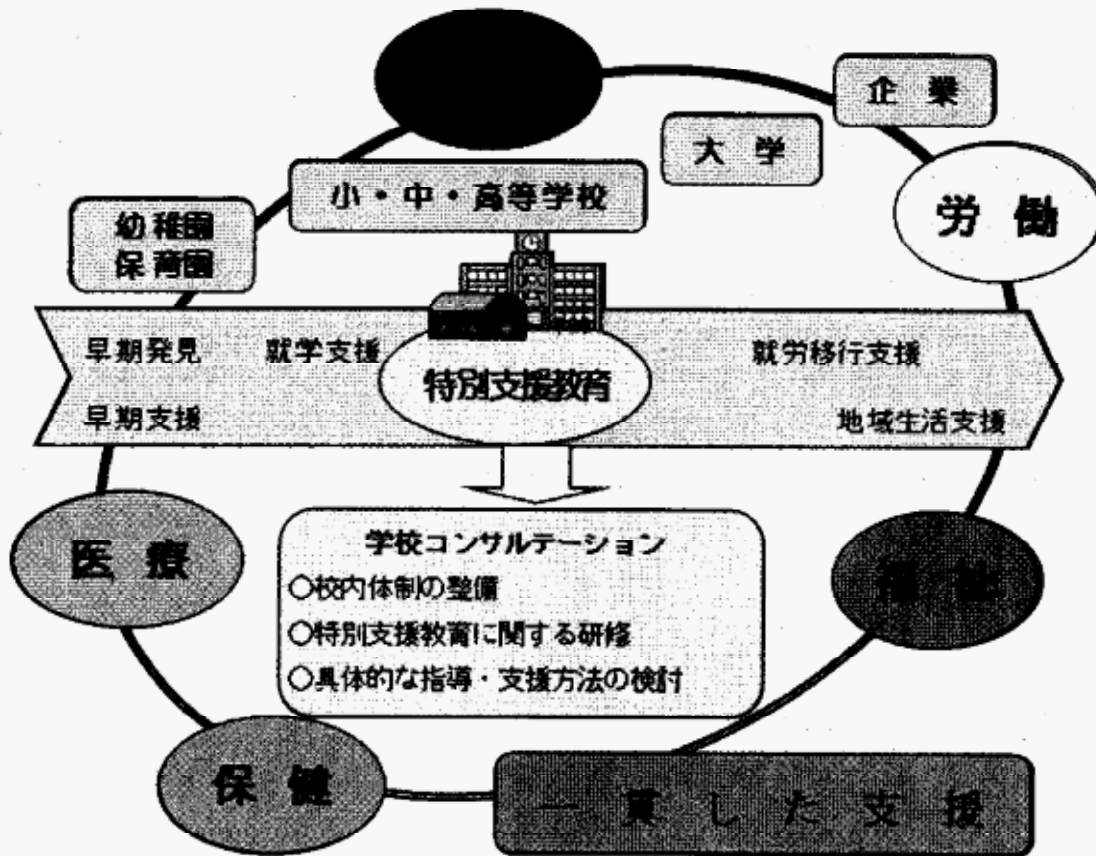 企業
大学
小・中・高等学校
労働
幼稚園
保育園
早期発見
就学支援
就労移行支援
特別支援教育
早期支援
地域生活支援
医療
学校コンサルテーション
○校内体制の整備
○特別支援教育に関する研修
○具体的な指導・支援方法の検討
福祉
保健
一貫した支援